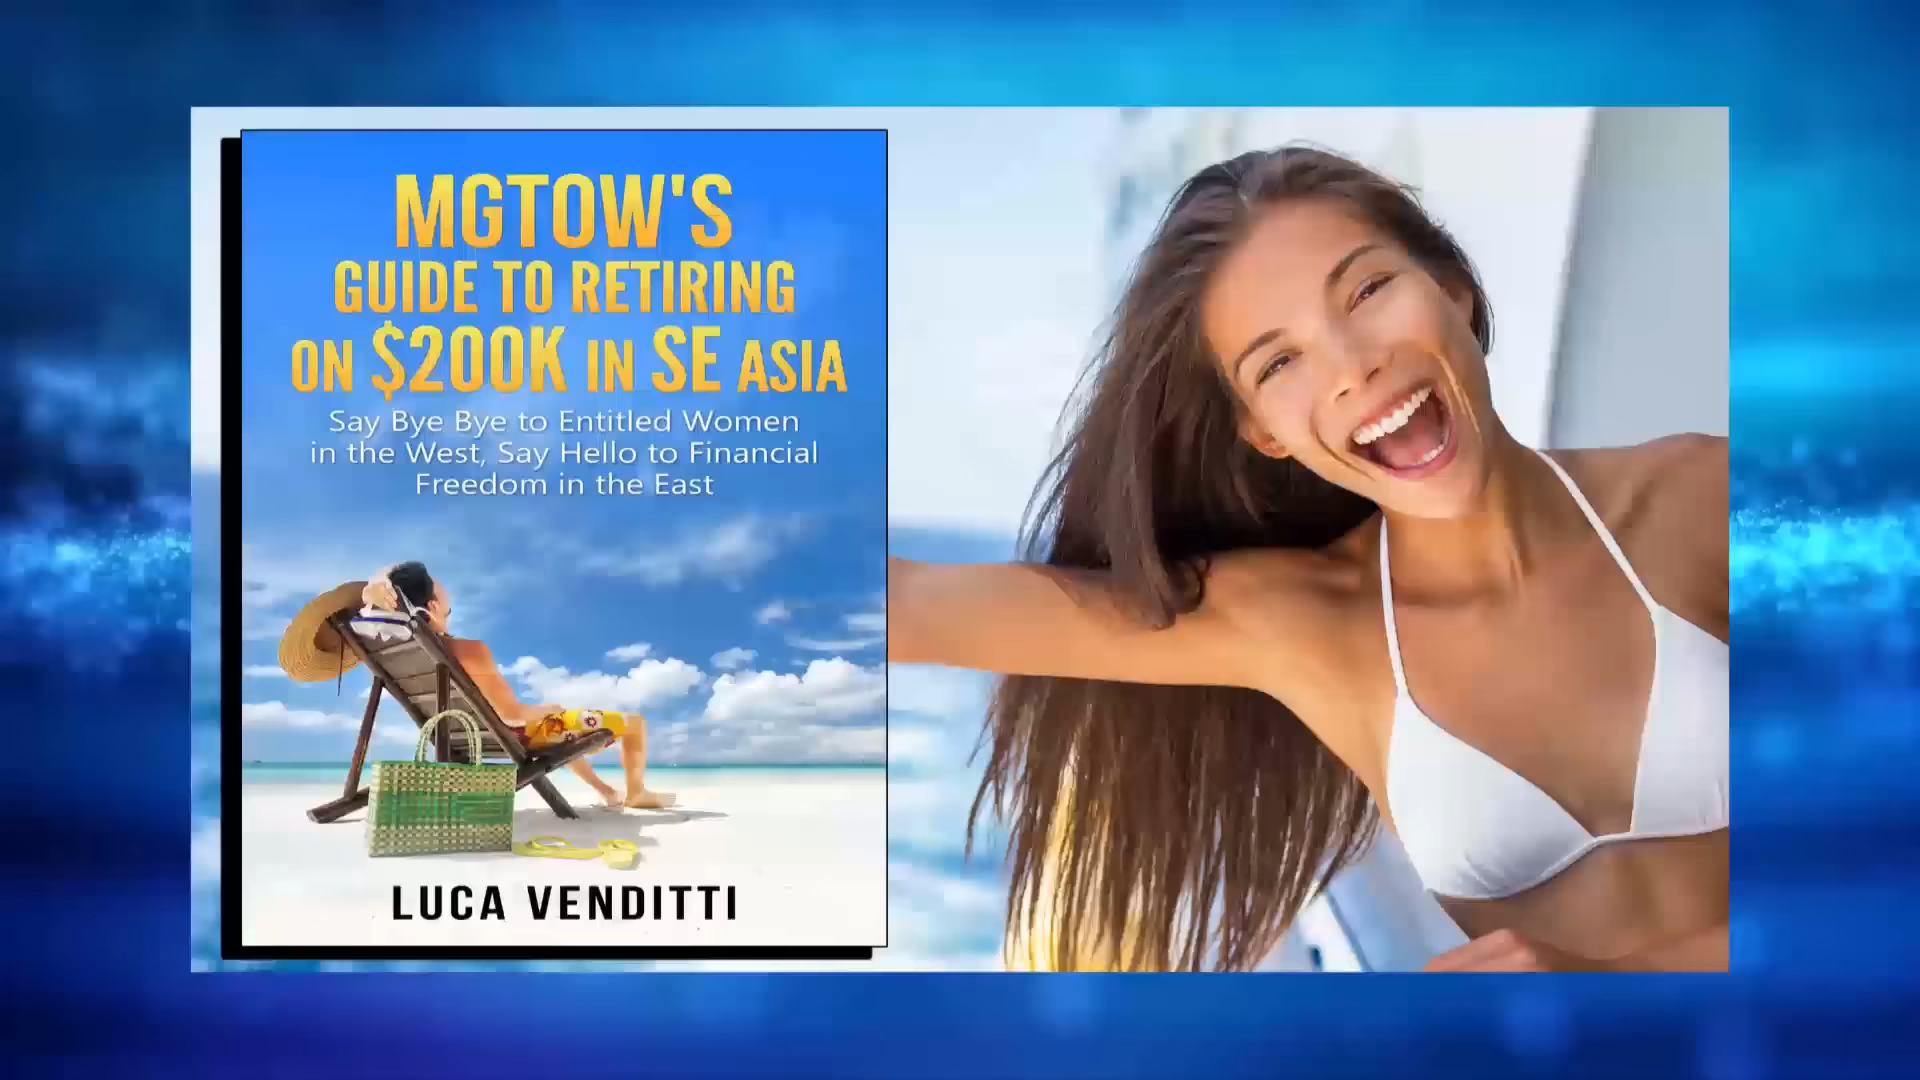 MGTOW'S
GUIDE TO RETIRING
ON $200K IN SE ASIA
Say Bye Bye to Entitled Women
in the West, Say Hello to Financial
Freedom in the East
LUCA VENDITTI